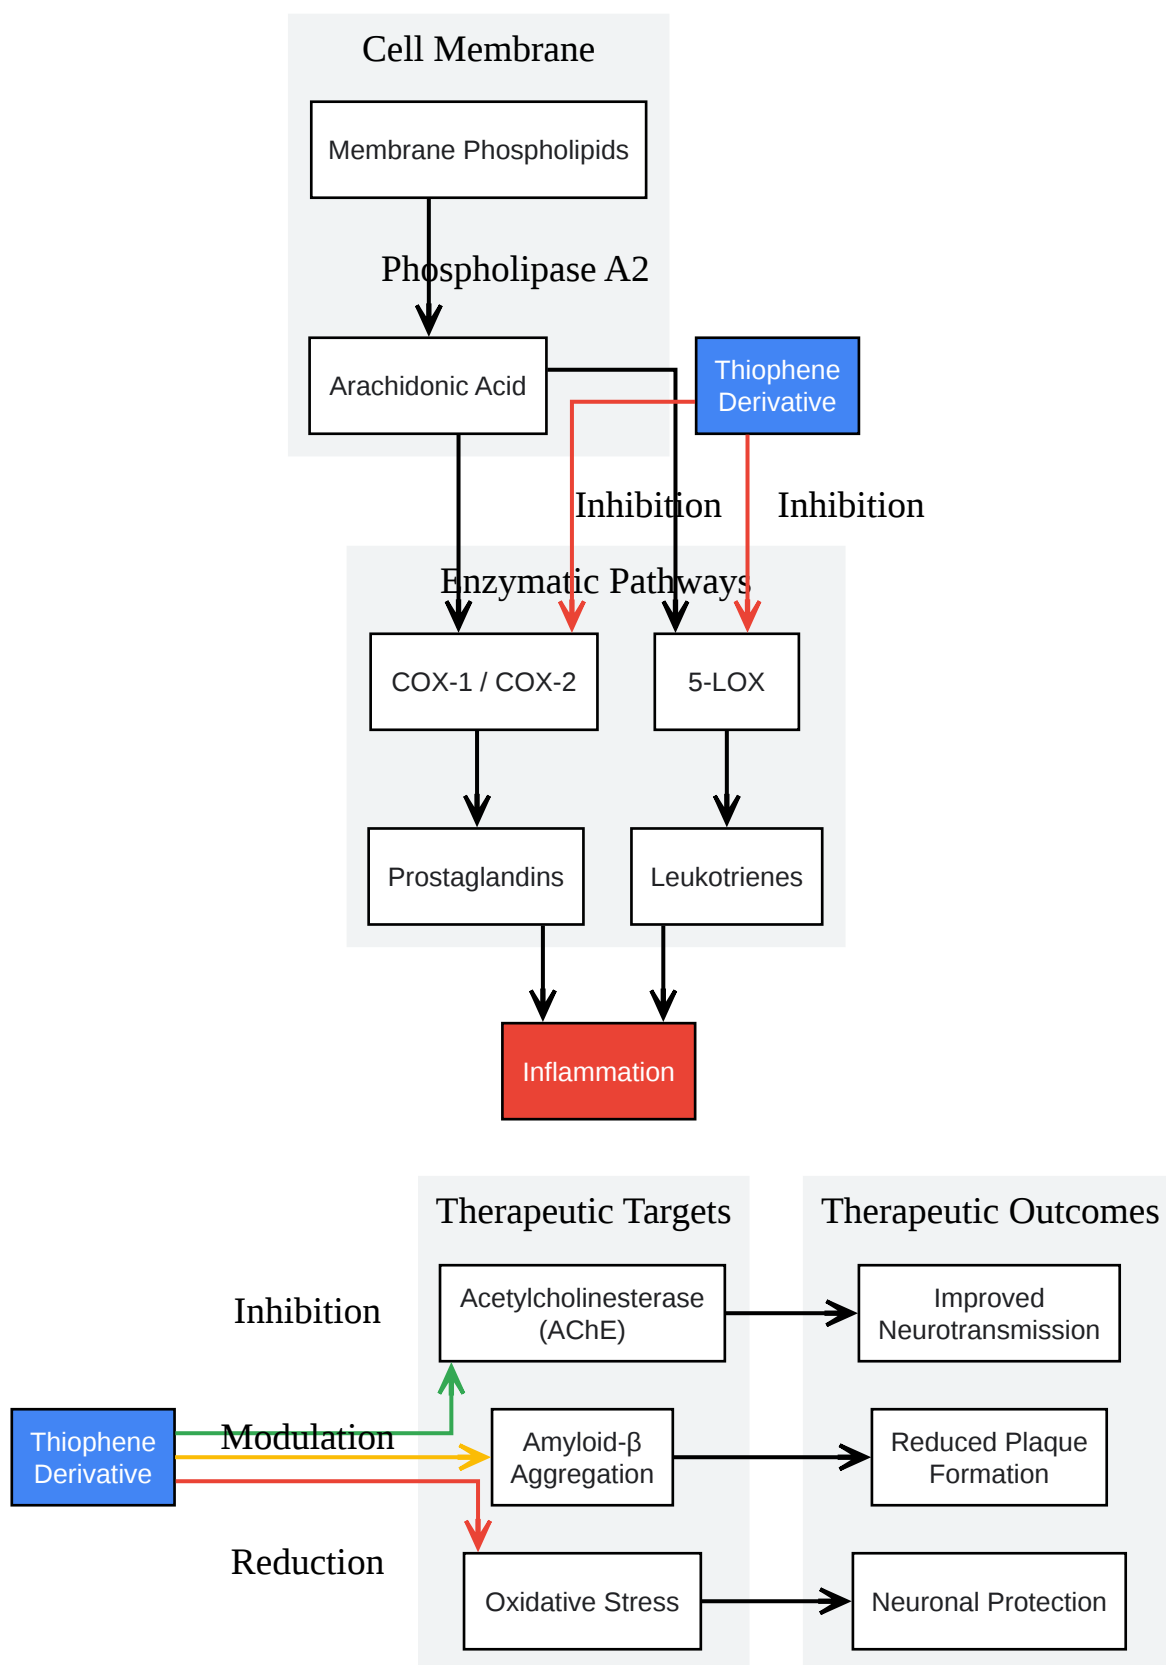 Cell Membrane
Membrane Phospholipids
Phospholipase A2
Arachidonic Acid
Thiophene
Derivative
Inhibition
Inhibition
Enzymatic Pathways
COX-1 / COX-2
5-LOX
Prostaglandins
Leukotrienes
Inflammation
Therapeutic Targets
Therapeutic Outcomes
Inhibition
Acetylcholinesterase
(AChE)
Improved
Neurotransmission
Thiophene
Derivative
Modulation
Amyloid-β
Aggregation
Reduced Plaque
Formation
Reduction
Oxidative Stress
Neuronal Protection